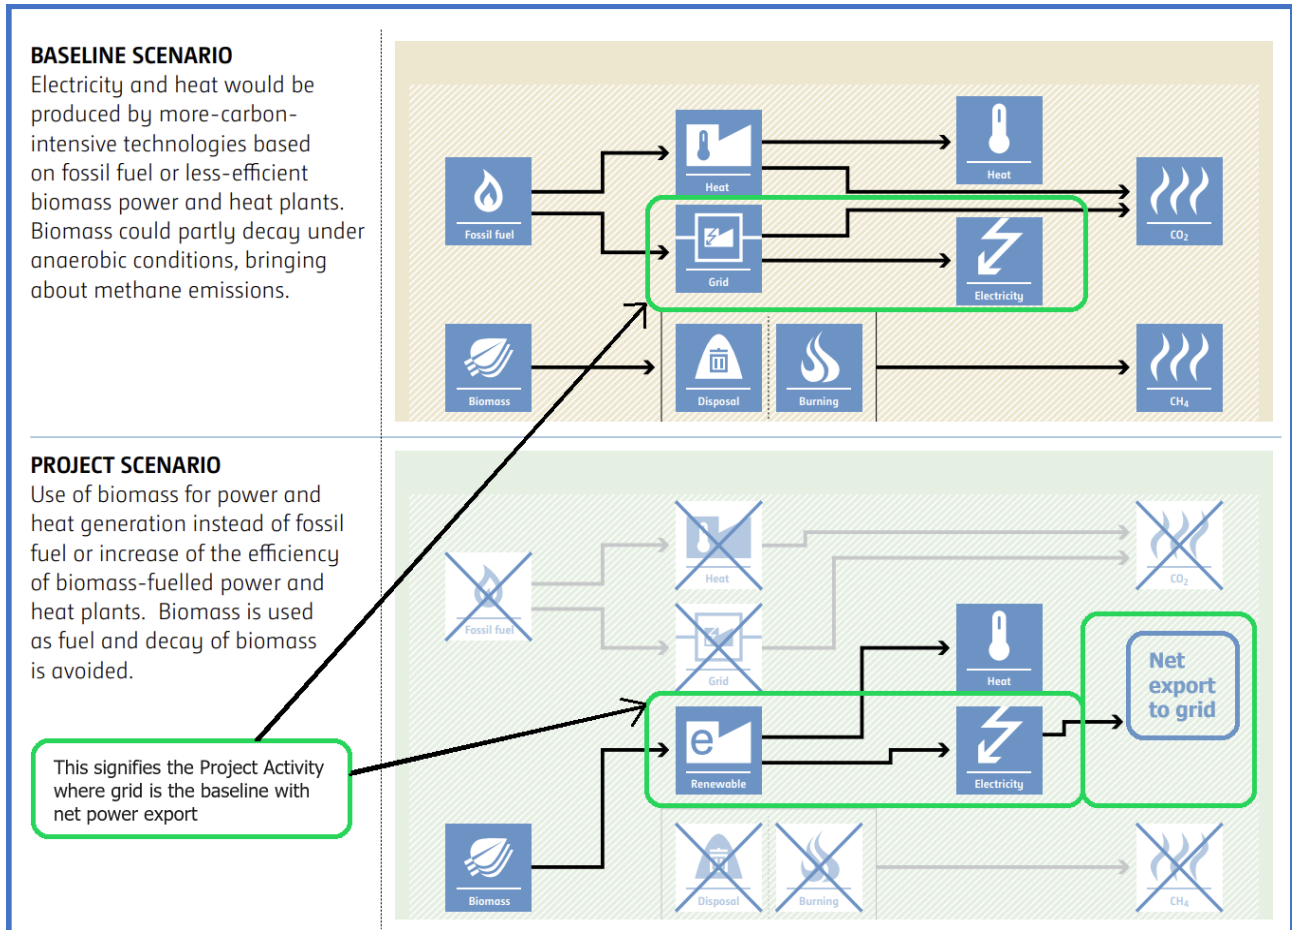 BASELINE SCENARIO
Electricity and heat would be
produced by more-carbon-
intensive technologies based
on fossil fuel or less-efficient
biomass power and heat plants.
Biomass could partly decay under
anaerobic conditions, bringing
about methane emissions.
Fossil fuel
Heat
Heat
CO₂
Grid
Electricity
Biomass
Disposal
Burning
CH₄
PROJECT SCENARIO
Use of biomass for power and
heat generation instead of fossil
fuel or increase of the efficiency
of biomass-fuelled power and
heat plants. Biomass is used
as fuel and decay of biomass
is avoided.
This signifies the Project Activity
where grid is the baseline with
net power export
Fossil fuel
Heat
CO₂
Grid
Heat
Net
export
to grid
e
Renewable
Electricity
Biomass
Disposal
Burning
CH₄